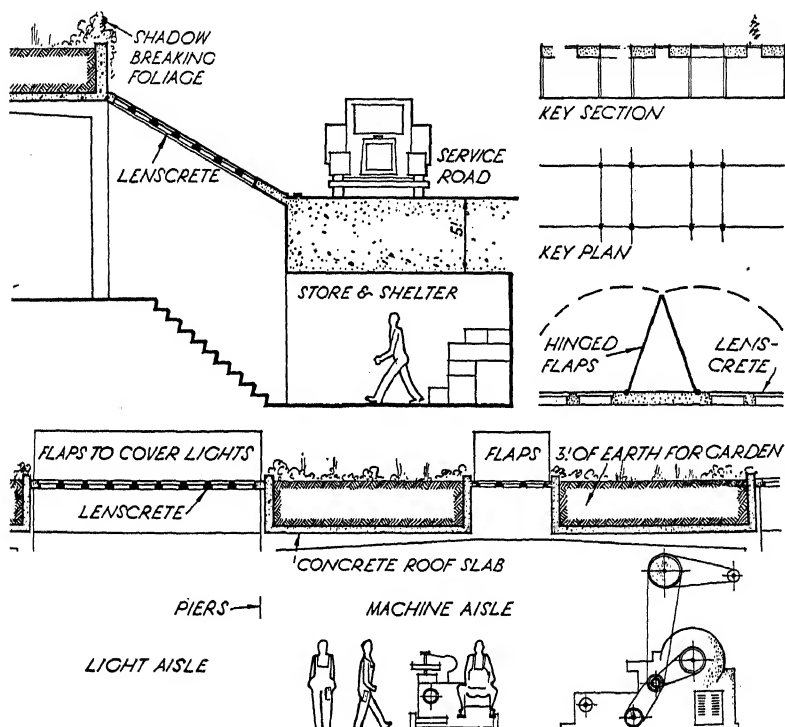 SHADOW
BREAKING
FOLIAGE
LENSCRETE
SERVICE
ROAD
5'
STORE & SHELTER
KEY SECTION
KEY PLAN
HINGED
FLAPS
LENS-
CRETE
FLAPS TO COVER LIGHTS
LENSCRETE
FLAPS
3' OF EARTH FOR GARDEN
CONCRETE ROOF SLAB
PIERS
MACHINE AISLE
LIGHT AISLE